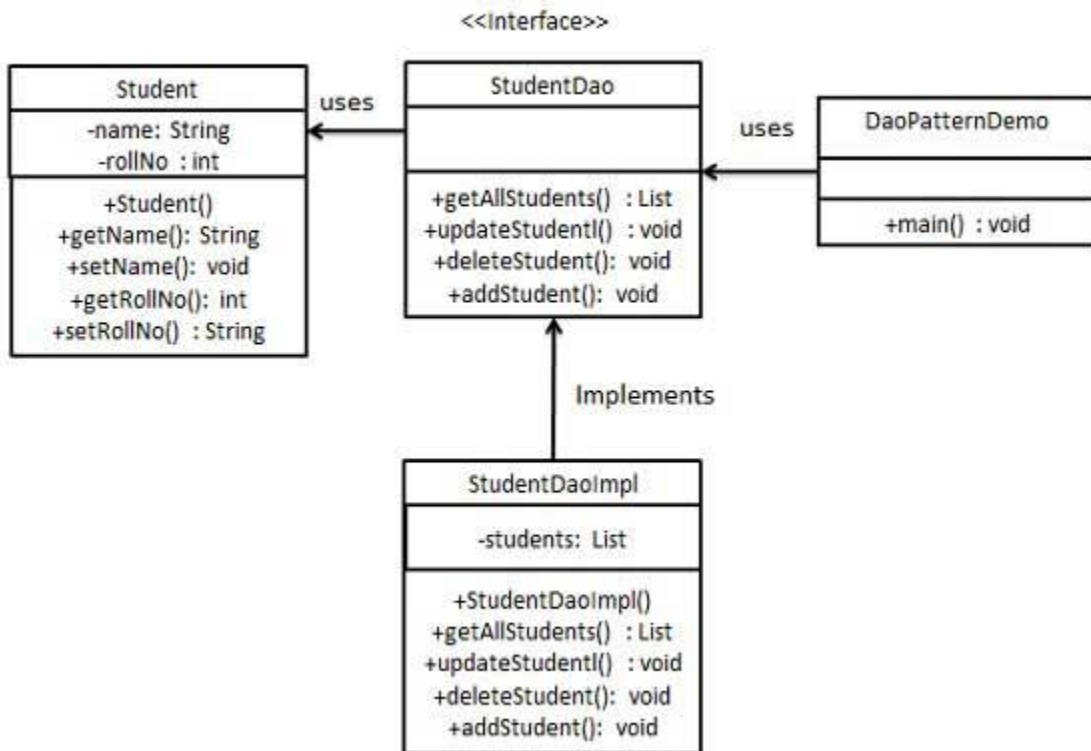 <<Interface>>
Student
-name: String
-rollNo : int
+Student()
+getName(): String
+setName(): void
+getRollNo(): int
+setRollNo() : String
uses
StudentDao
+getAllStudents() : List
+updateStudentl() : void
+deleteStudent(): void
+addStudent(): void
uses
DaoPatternDemo
+main() : void
Implements
StudentDaoImpl
-students: List
+StudentDaoImpl()
+getAllStudents() : List
+updateStudentl() : void
+deleteStudent(): void
+addStudent(): void